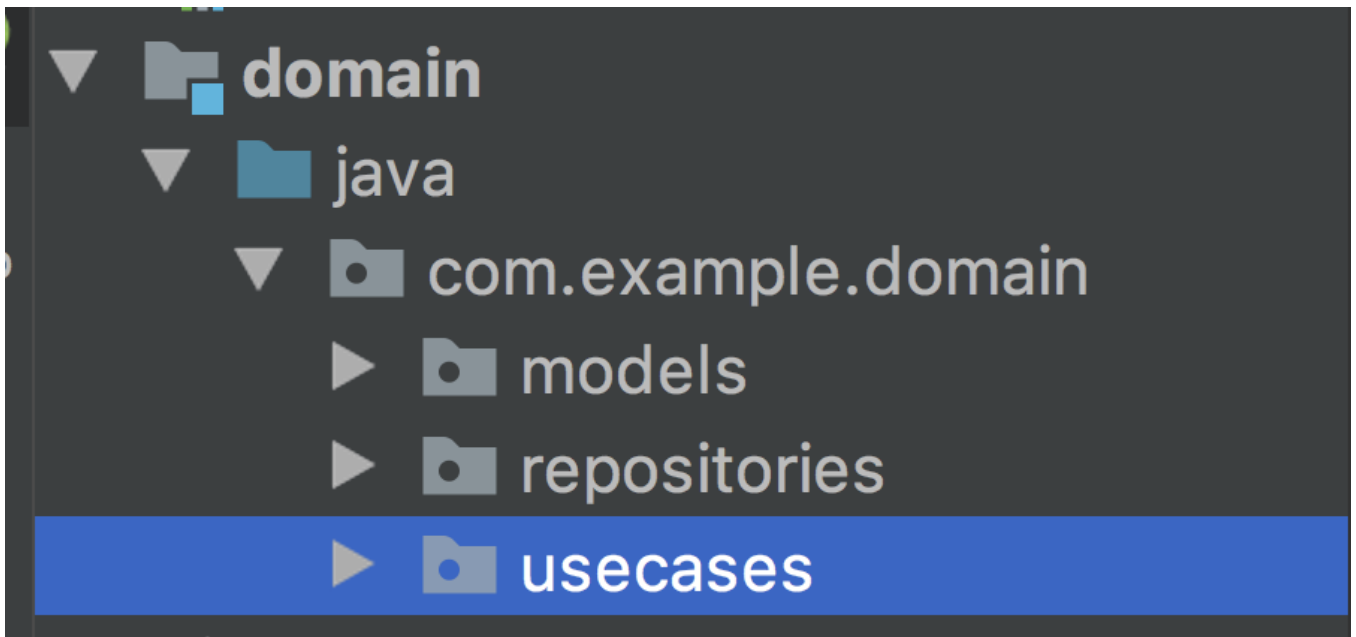 domain
java
com.example.domain
models
repositories
usecases